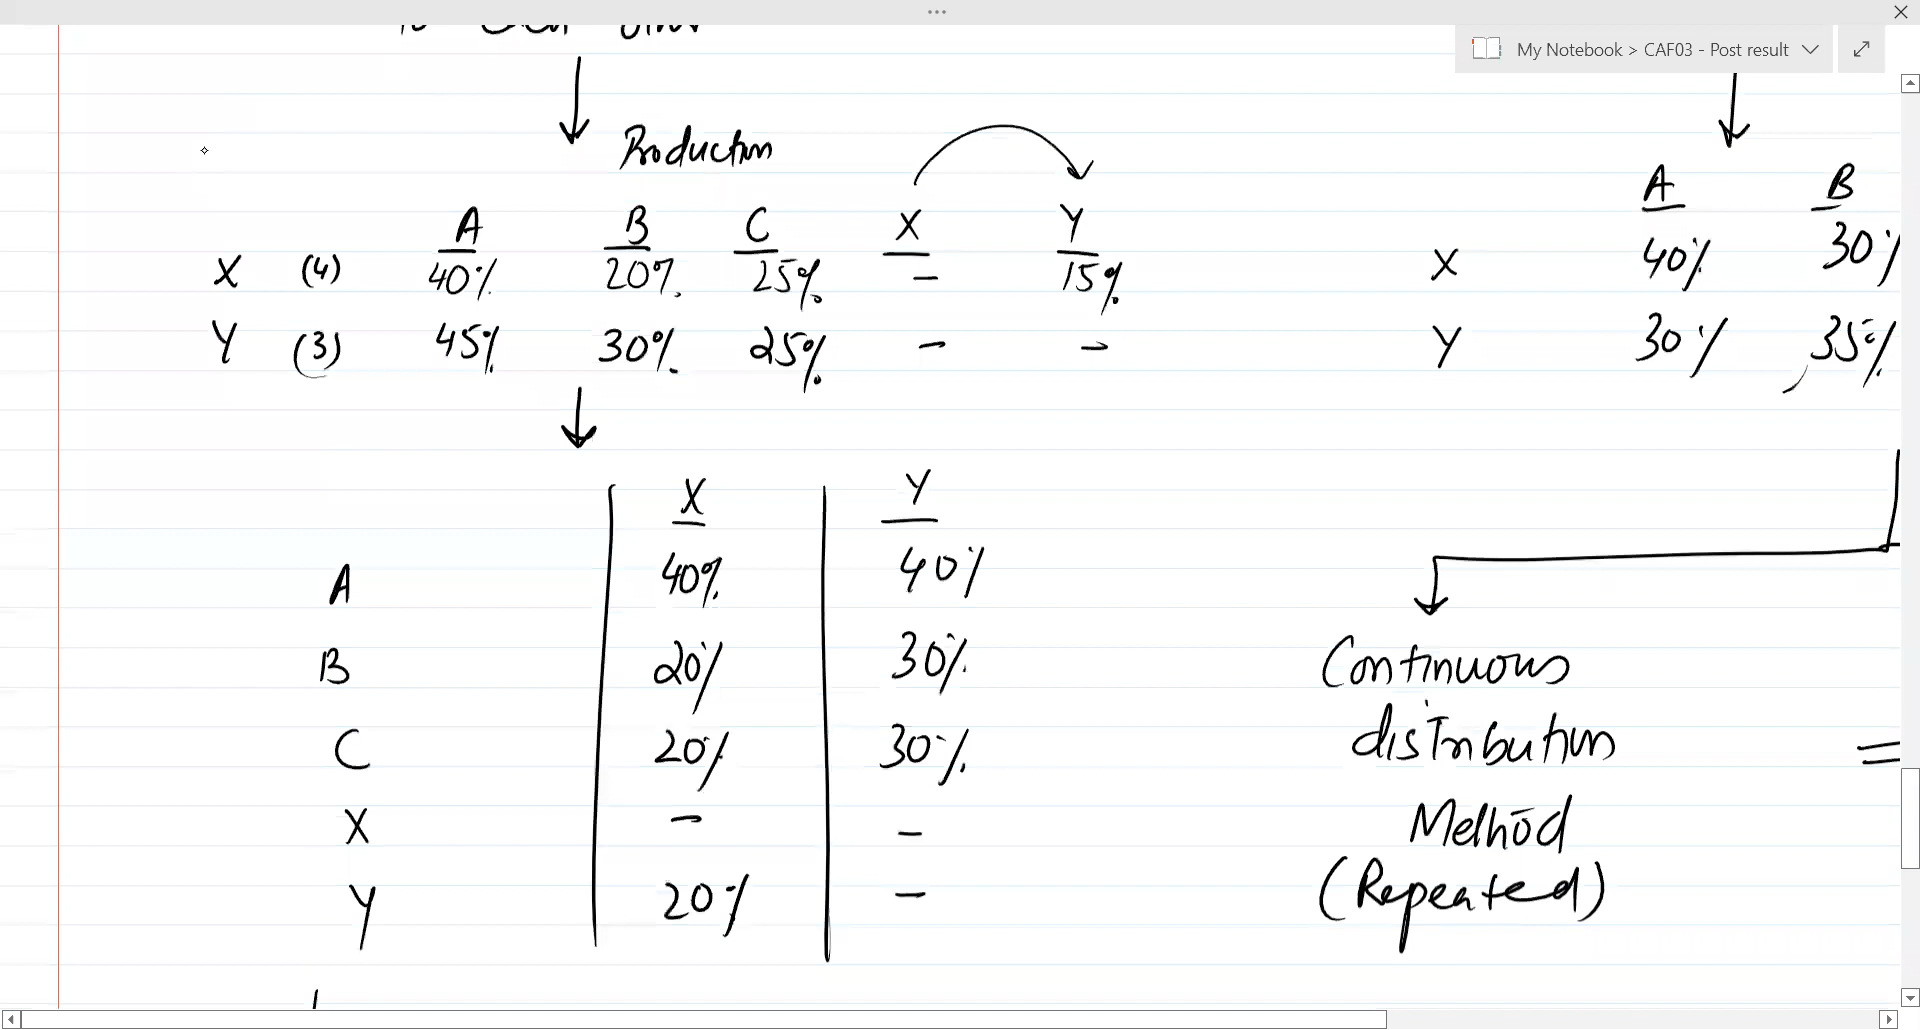 My Notebook > CAF03 - Post result
Production
A B C X Y
X (4) 40% 20% 25% - 15%
Y (3) 45% 30% 25% - -
A B
X 40% 30%
Y 30% 35%
X Y
A 40% 40%
B 20% 30%
C 20% 30%
X - -
Y 20% -
Continuous
distribution
Method
(Repeated)
=